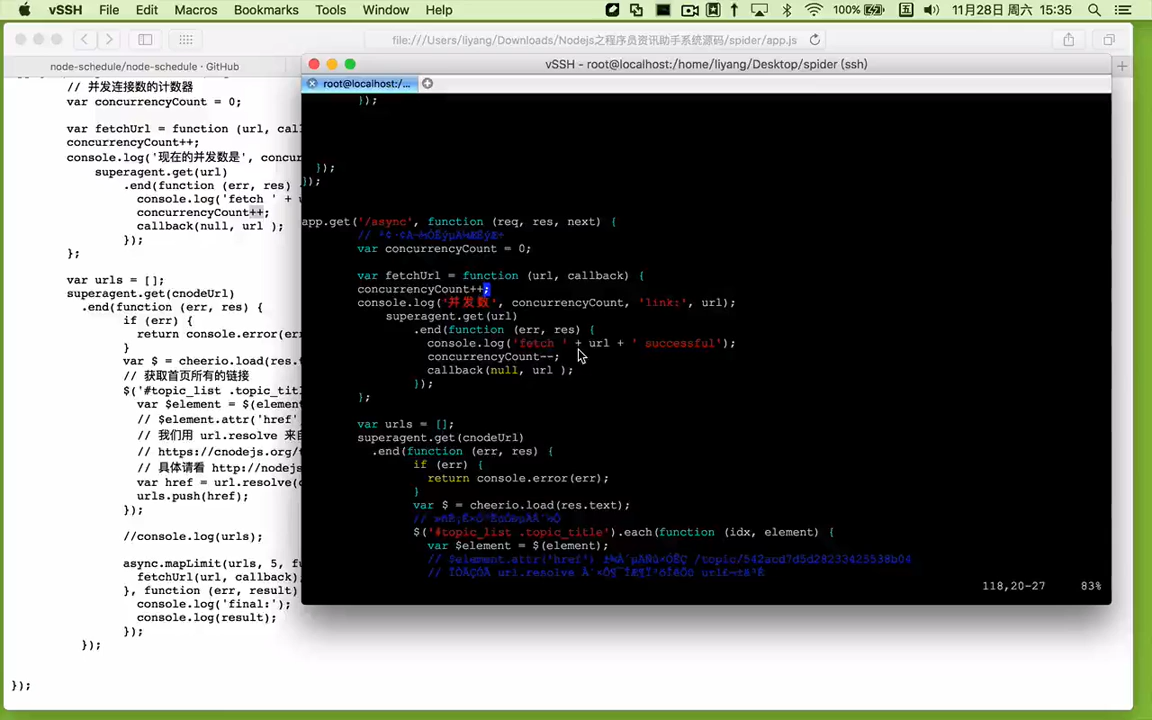 vSSH File Edit Macros Bookmarks Tools Window Help 100% 五 11月28日 周六 15:35
file:///Users/liyang/Downloads/Nodejs之程序员资讯助手系统源码/spider/app.js
node-schedule/node-schedule · GitHub
// 并发连接数的计数器
var concurrencyCount = 0;
var fetchUrl = function (url, call
concurrencyCount++;
console.log('现在的并发数是', concur
superagent.get(url)
.end(function (err, res)
console.log('fetch ' + u
concurrencyCount++;
callback(null, url );
});
};
var urls = [];
superagent.get(cnodeUrl)
.end(function (err, res) {
if (err) {
return console.error(err
}
var $ = cheerio.load(res.t
// 获取首页所有的链接
$('#topic_list .topic_titl
var $element = $(element
// $element.attr('href'
// 我们用 url.resolve 来自
// https://cnodejs.org/t
// 具体请看 http://nodejs
var href = url.resolve(c
urls.push(href);
});
//console.log(urls);
async.mapLimit(urls, 5, fu
fetchUrl(url, callback);
}, function (err, result)
console.log('final:');
console.log(result);
});
});
});
vSSH - root@localhost:/home/liyang/Desktop/spider (ssh)
root@localhost:/...
});
});
});
app.get('/async', function (req, res, next) {
var concurrencyCount = 0;
var fetchUrl = function (url, callback) {
concurrencyCount++;
console.log('并发数', concurrencyCount, 'link:', url);
superagent.get(url)
.end(function (err, res) {
console.log('fetch ' + url + ' successful');
concurrencyCount--;
callback(null, url );
});
};
var urls = [];
superagent.get(cnodeUrl)
.end(function (err, res) {
if (err) {
return console.error(err);
}
var $ = cheerio.load(res.text);
$('#topic_list .topic_title').each(function (idx, element) {
var $element = $(element);
// $element.attr('href') /topic/542acd7d5d28233425538b04
// url.resolve
118,20-27 83%